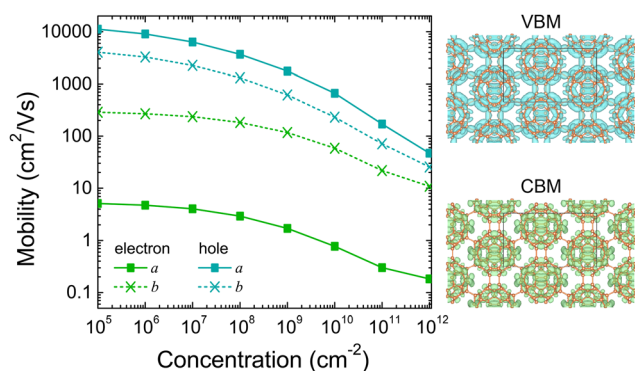 VBM
10000
1000
100
10
1
0.1
Mobility (cm²/Vs)
electron hole
a a
b b
10⁵ 10⁶ 10⁷ 10⁸ 10⁹ 10¹⁰ 10¹¹ 10¹²
Concentration (cm⁻²)
CBM